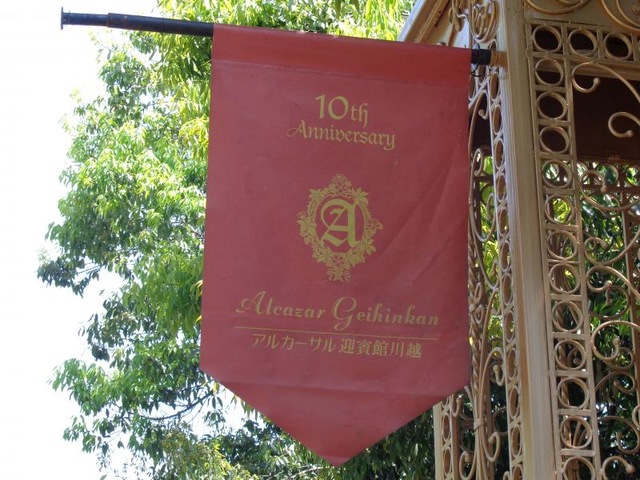 10th
Anniversary
A
Alcazar Geihinkan
アルカーサル迎賓館川越